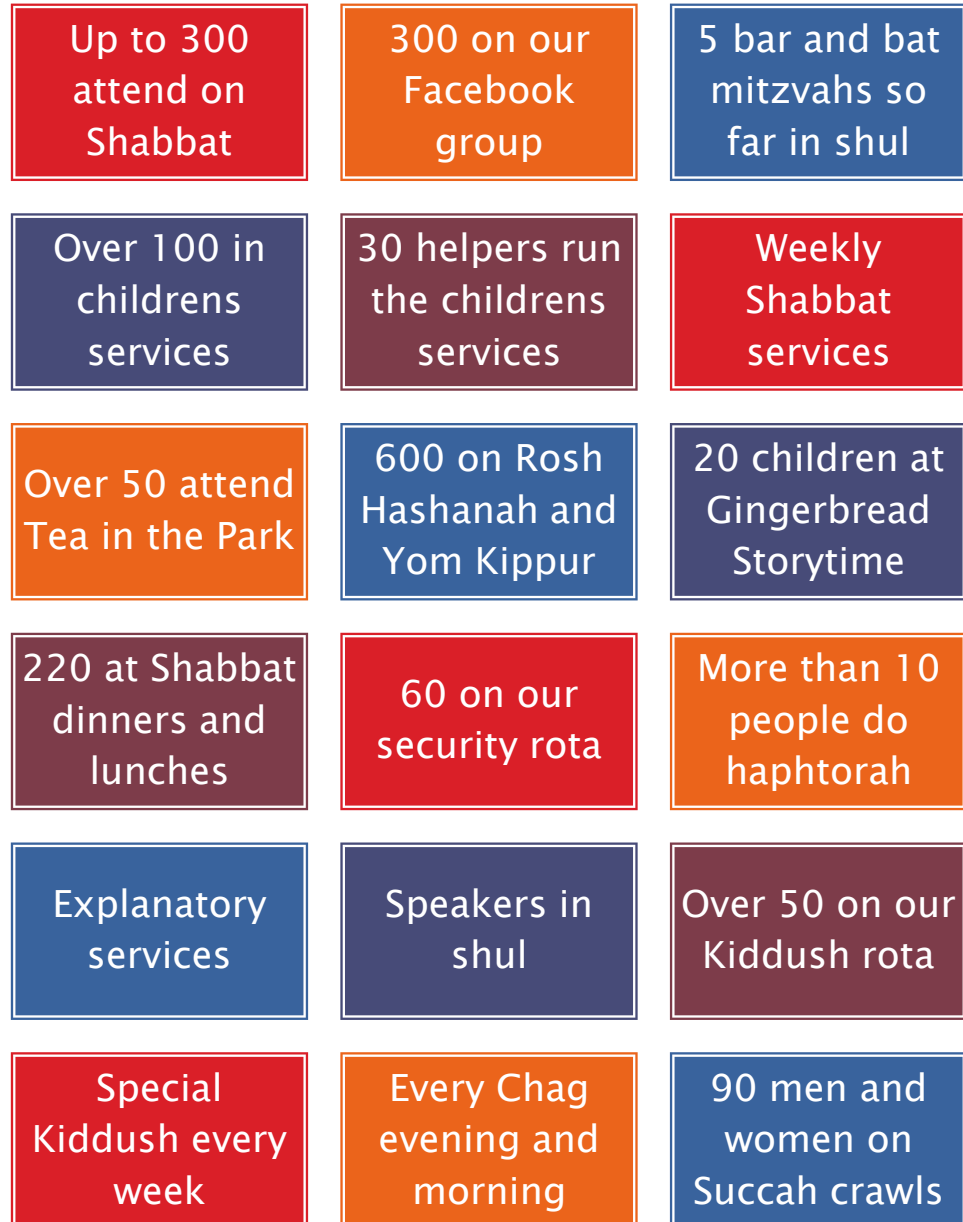 Up to 300
attend on
Shabbat
300 on our
Facebook
group
5 bar and bat
mitzvahs so
far in shul
Over 100 in
childrens
services
30 helpers run
the childrens
services
Weekly
Shabbat
services
Over 50 attend
Tea in the Park
600 on Rosh
Hashanah and
Yom Kippur
20 children at
Gingerbread
Storytime
220 at Shabbat
dinners and
lunches
60 on our
security rota
More than 10
people do
haphtorah
Explanatory
services
Speakers in
shul
Over 50 on our
Kiddush rota
Special
Kiddush every
week
Every Chag
evening and
morning
90 men and
women on
Succah crawls